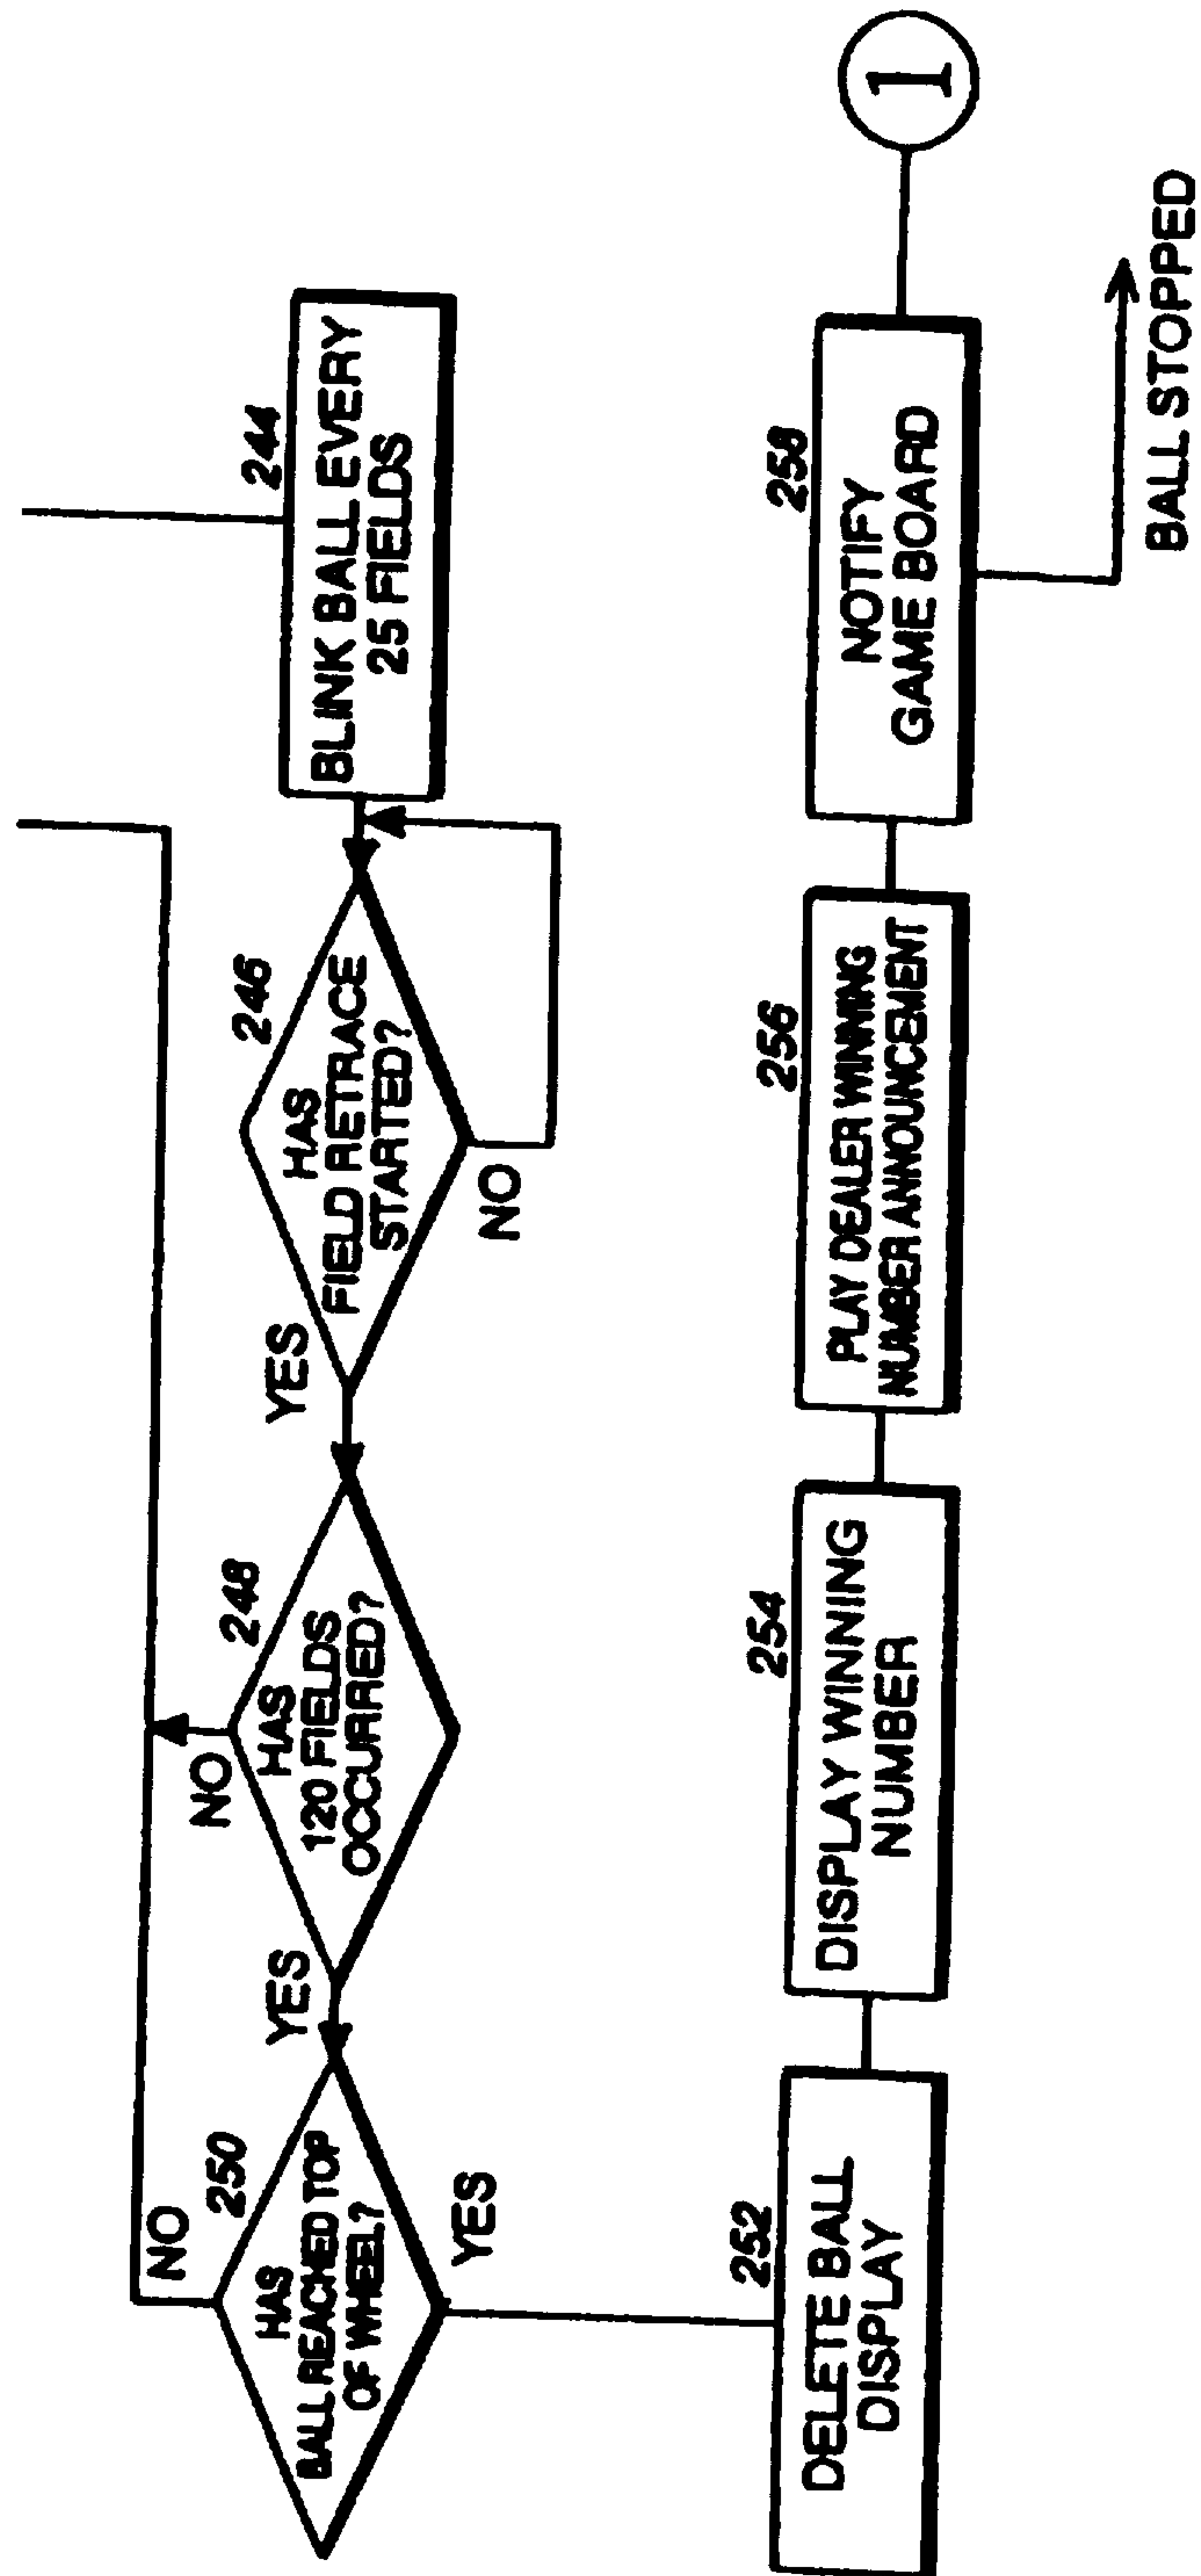 244
BLINK BALL EVERY
25 FIELDS
246
HAS
FIELD RETRACE
STARTED?
NO
YES
248
HAS
120 FIELDS
OCCURRED?
NO
YES
250
HAS
BALL REACHED TOP
OF WHEEL?
NO
YES
252
DELETE BALL
DISPLAY
254
DISPLAY WINNING
NUMBER
256
PLAY DEALER WINNING
NUMBER ANNOUNCEMENT
258
NOTIFY
GAME BOARD
BALL STOPPED
1